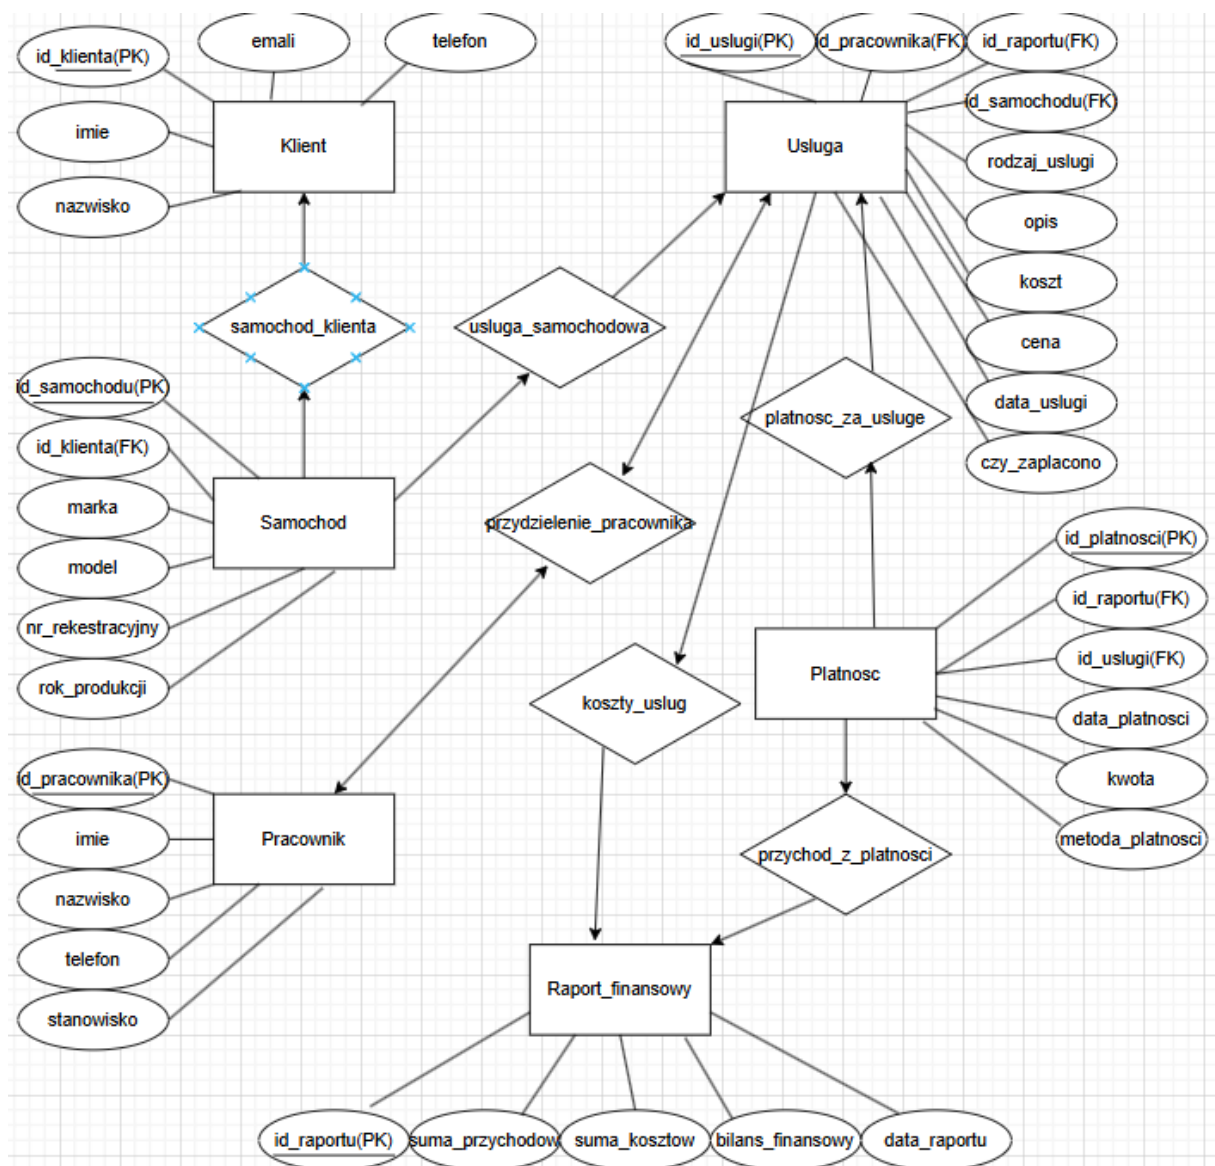 id_klienta(PK)
emali
telefon
id_uslugi(PK)
id_pracownika(FK)
id_raportu(FK)
id_samochodu(FK)
imie
Klient
Usluga
rodzaj_uslugi
nazwisko
opis
koszt
samochod_klienta
usluga_samochodowa
cena
id_samochodu(PK)
data_uslugi
platnosc_za_usluge
id_klienta(FK)
czy_zaplacono
marka
Samochod
przydzielenie_pracownika
id_platnosci(PK)
model
id_raportu(FK)
nr_rekestracyjny
id_uslugi(FK)
Platnosc
rok_produkcji
koszty_uslug
data_platnosci
id_pracownika(PK)
kwota
imie
Pracownik
metoda_platnosci
przychod_z_platnosci
nazwisko
telefon
Raport_finansowy
stanowisko
id_raportu(PK)
suma_przychodow
suma_kosztow
bilans_finansowy
data_raportu